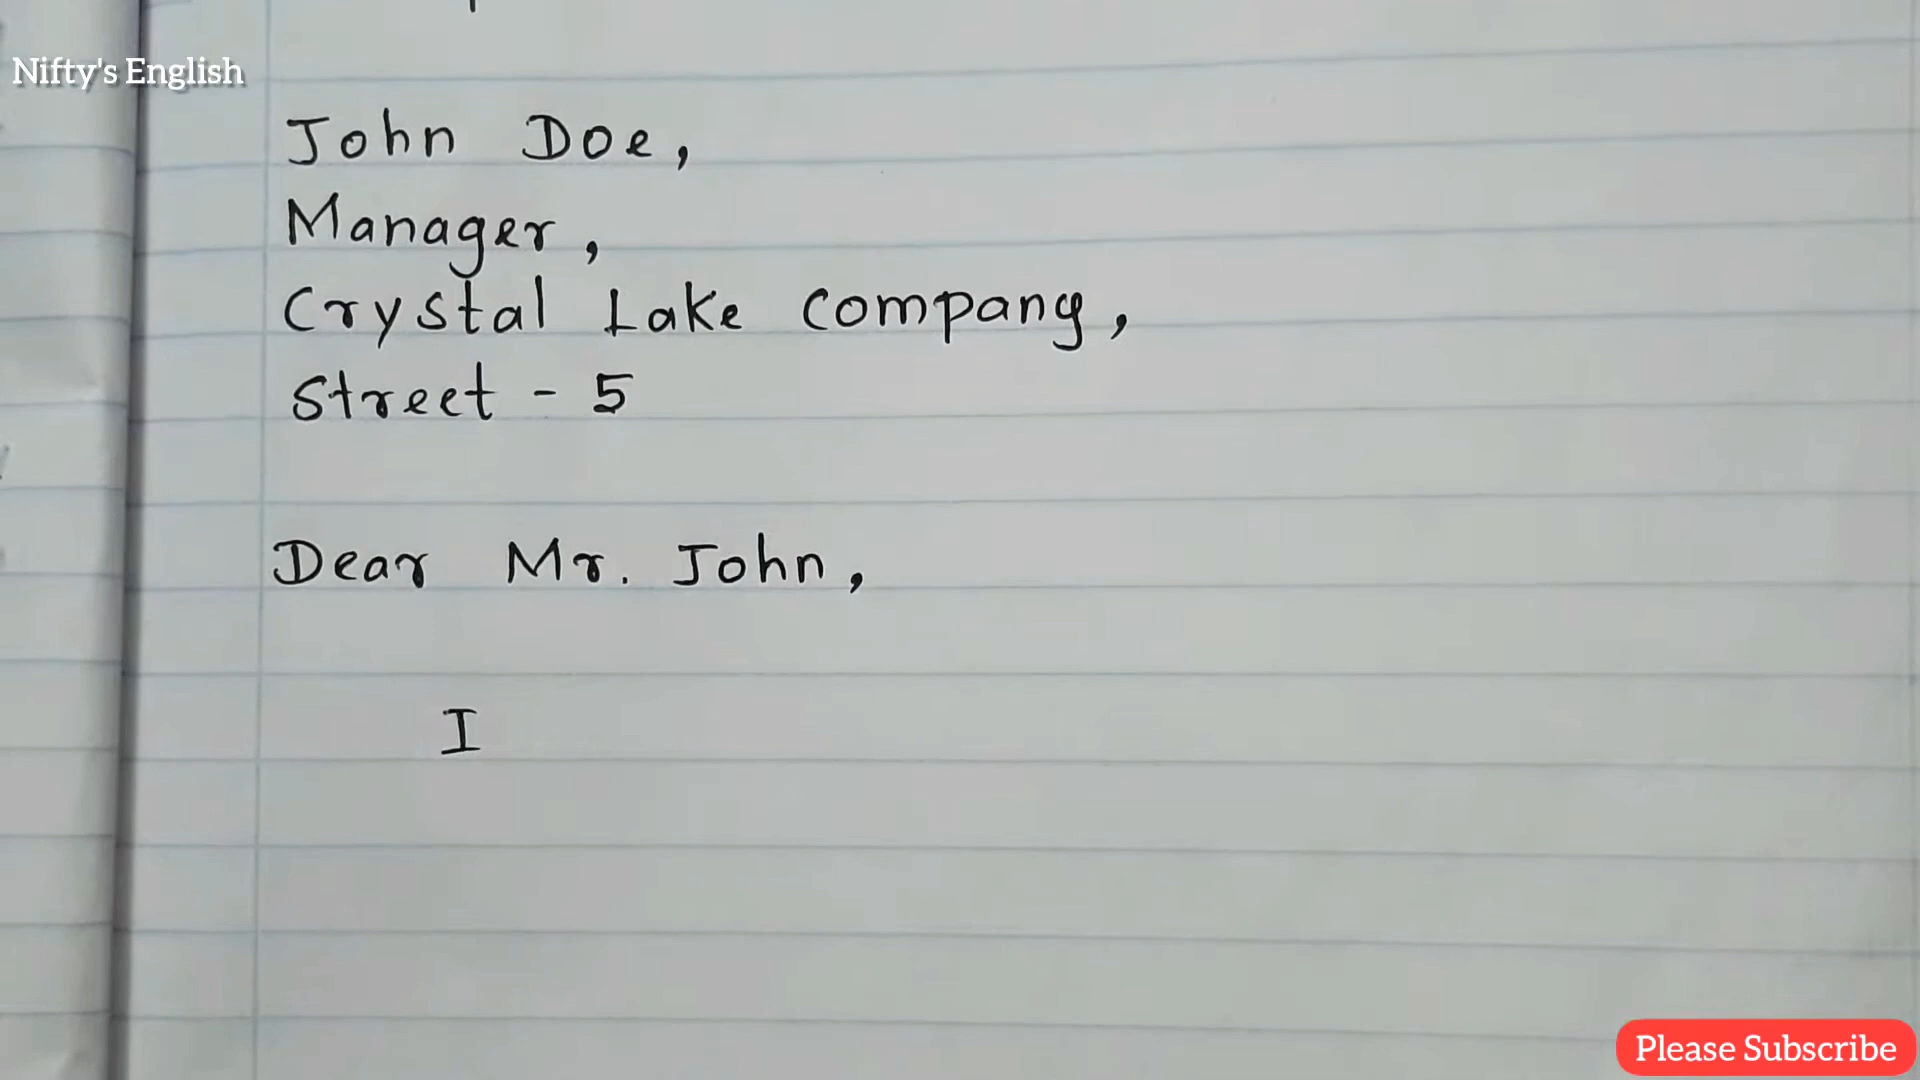 Nifty's English
John Doe,
Manager,
Crystal Lake Company,
Street - 5
Dear Mr. John,
I
Please Subscribe